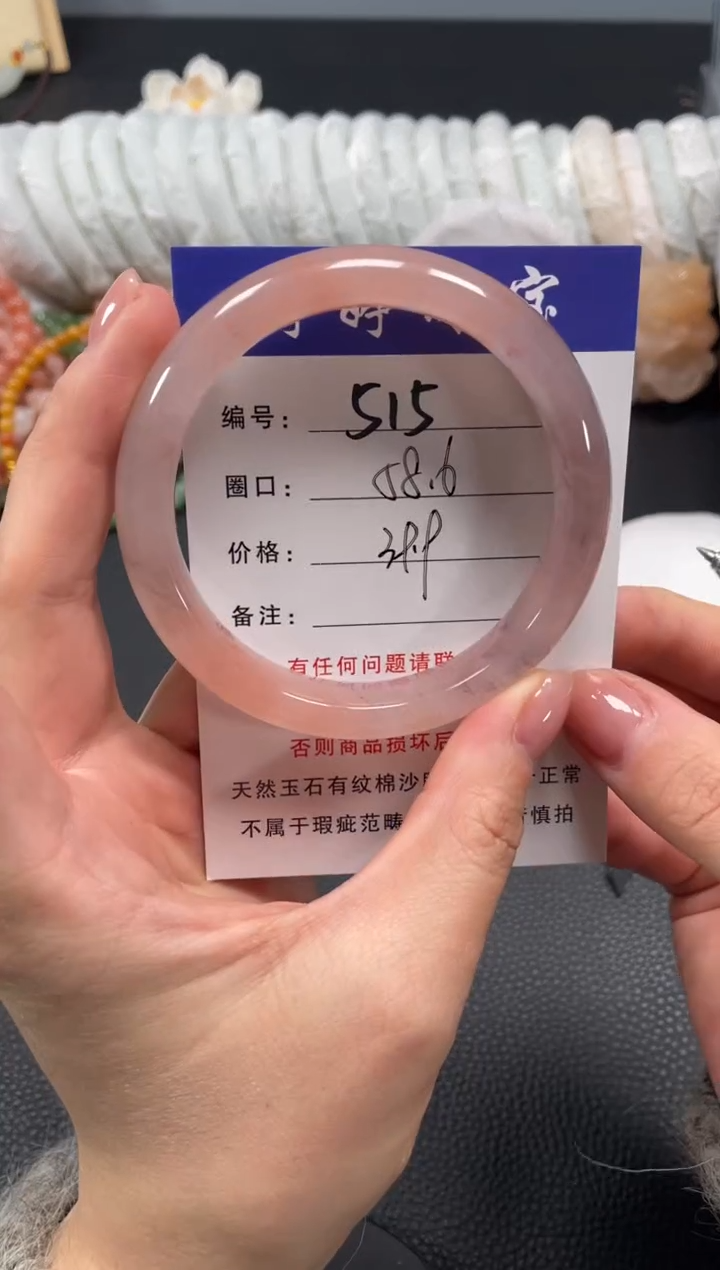 宝
编号： 515
圈口： 58.6
价格：
备注：
有任何问题请联
否则商品损坏后
天然玉石有纹棉沙 正常
不属于瑕疵范畴 慎拍